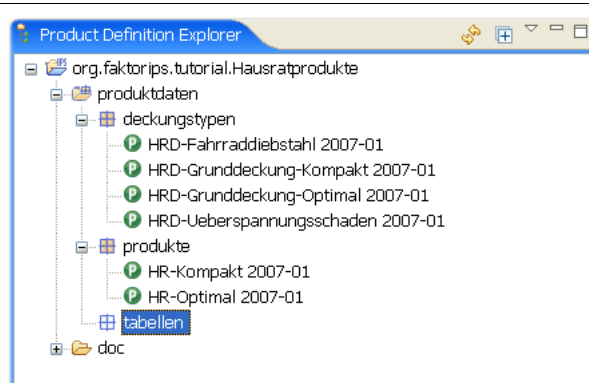 Product Definition Explorer
org.faktorips.tutorial.Hausratprodukte
produktdaten
deckungstypen
HRD-Fahrraddiebstahl 2007-01
HRD-Grunddeckung-Kompakt 2007-01
HRD-Grunddeckung-Optimal 2007-01
HRD-Ueberspannungsschaden 2007-01
produkte
HR-Kompakt 2007-01
HR-Optimal 2007-01
tabellen
doc